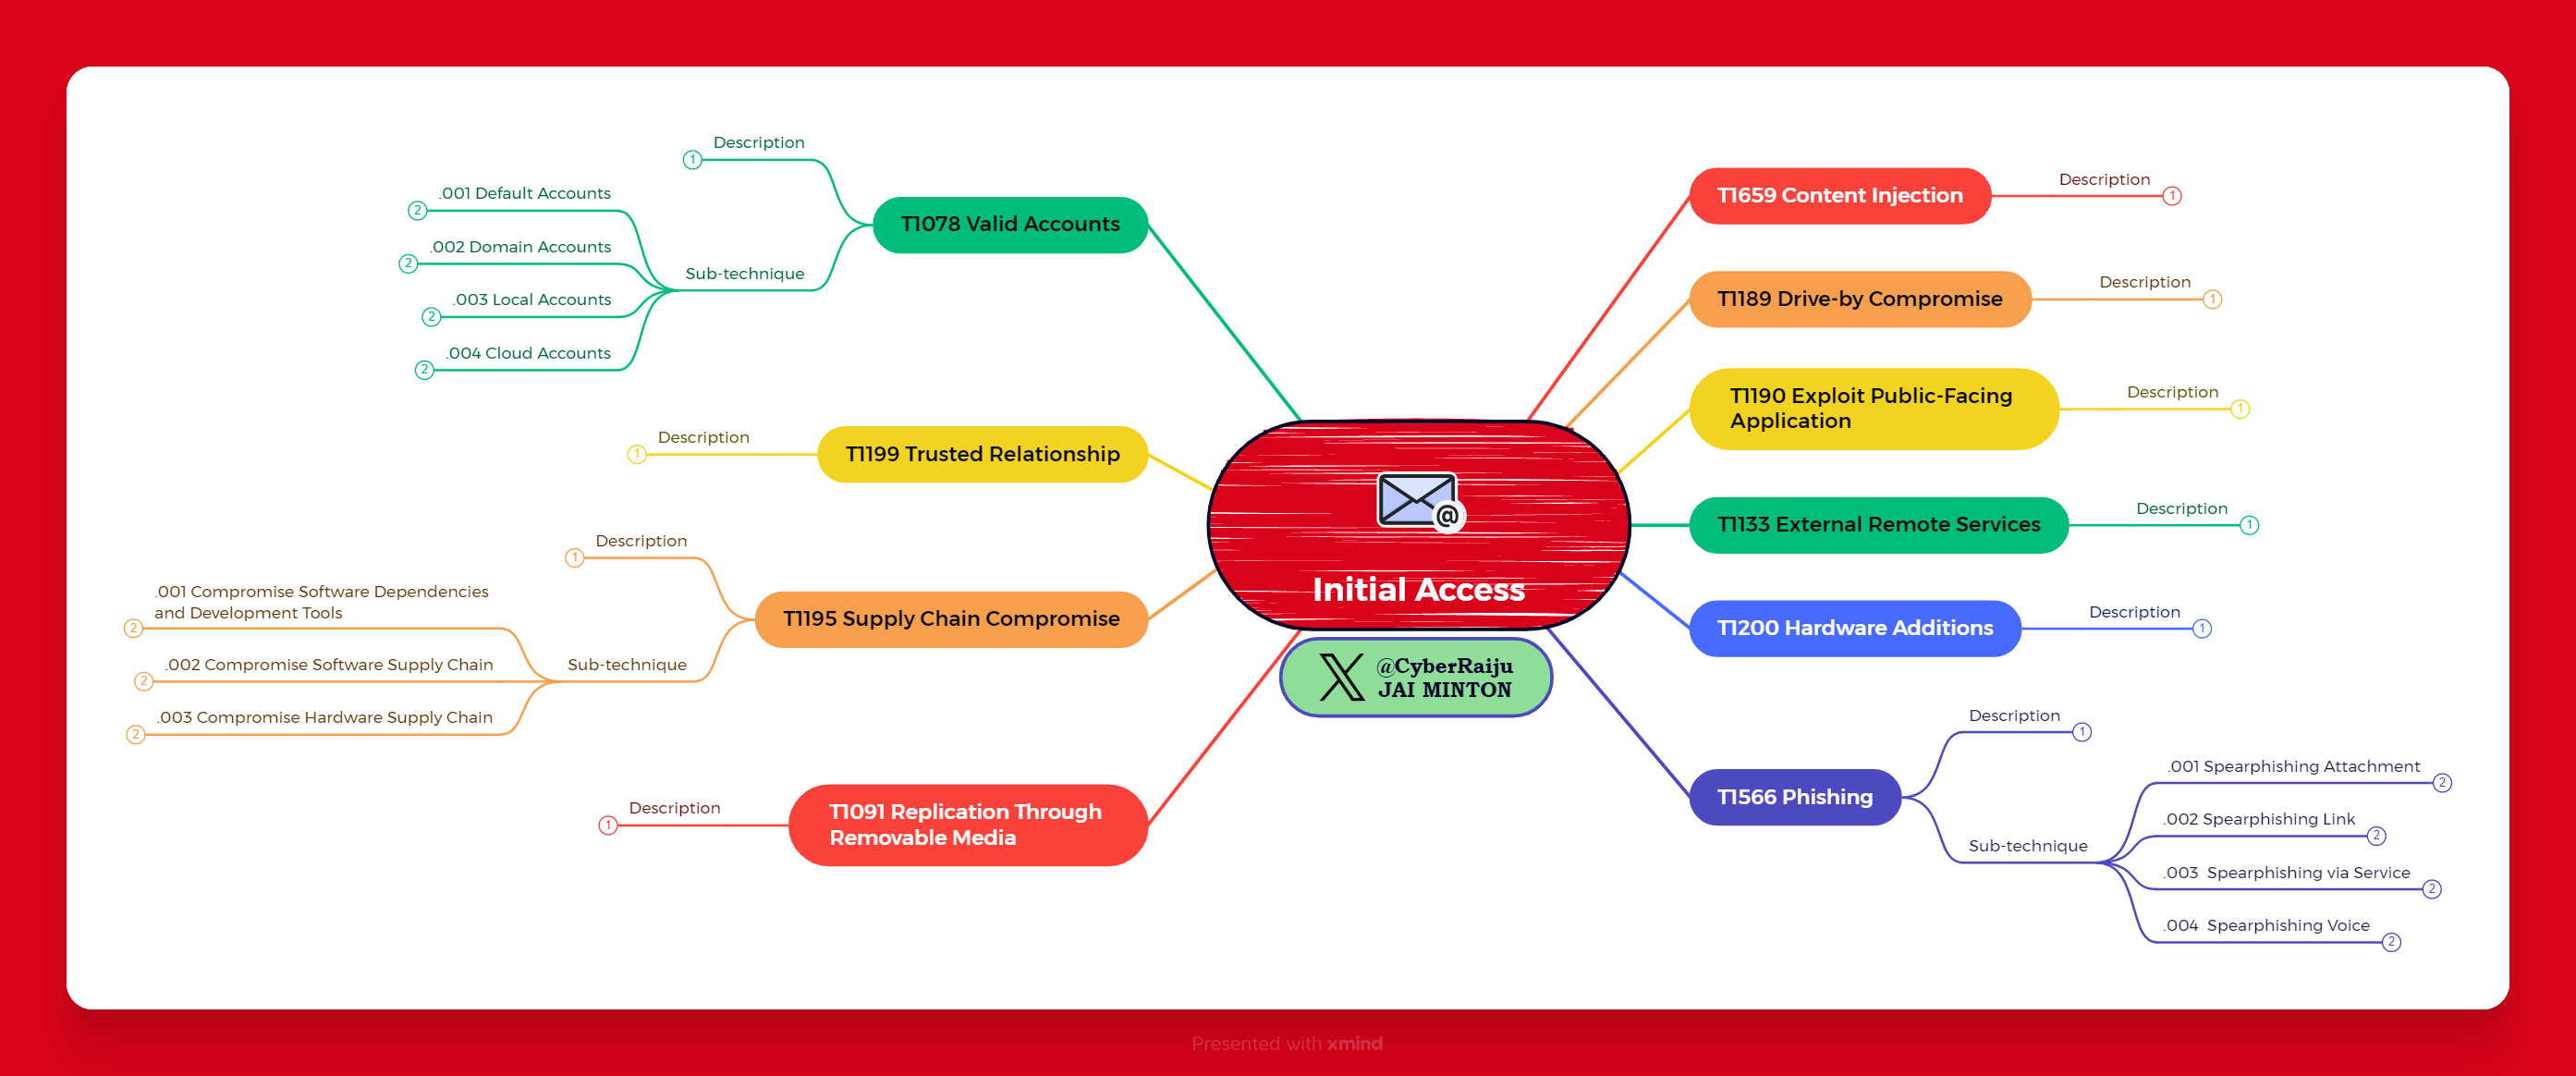 Description
1
.001 Default Accounts
2
.002 Domain Accounts
2
.003 Local Accounts
2
.004 Cloud Accounts
2
Sub-technique
T1078 Valid Accounts
Description
1
T1199 Trusted Relationship
Description
1
.001 Compromise Software Dependencies
and Development Tools
2
.002 Compromise Software Supply Chain
2
.003 Compromise Hardware Supply Chain
2
Sub-technique
T1195 Supply Chain Compromise
Description
1
T1091 Replication Through
Removable Media
@
Initial Access
@CyberRaiju
JAI MINTON
T1659 Content Injection
Description
1
T1189 Drive-by Compromise
Description
1
T1190 Exploit Public-Facing
Application
Description
1
T1133 External Remote Services
Description
1
T1200 Hardware Additions
Description
1
T1566 Phishing
Description
1
Sub-technique
.001 Spearphishing Attachment
2
.002 Spearphishing Link
2
.003  Spearphishing via Service
2
.004  Spearphishing Voice
2
Presented with xmind